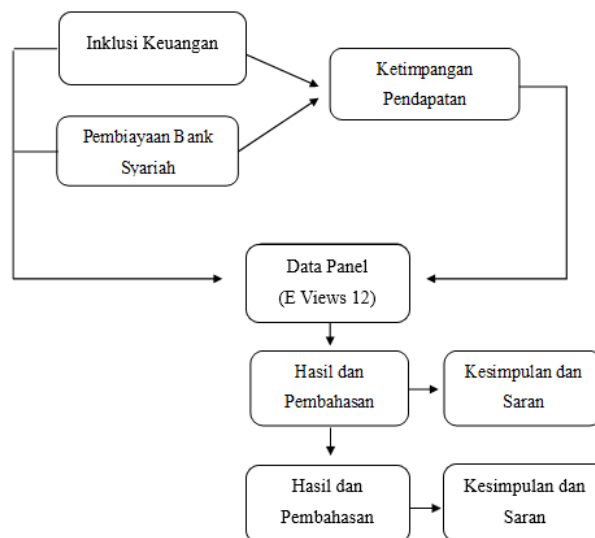 Inklusi Keuangan
Ketimpangan
Pendapatan
Pembiayaan Bank
Syariah
Data Panel
(E Views 12)
Hasil dan
Pembahasan
Kesimpulan dan
Saran
Hasil dan
Pembahasan
Kesimpulan dan
Saran